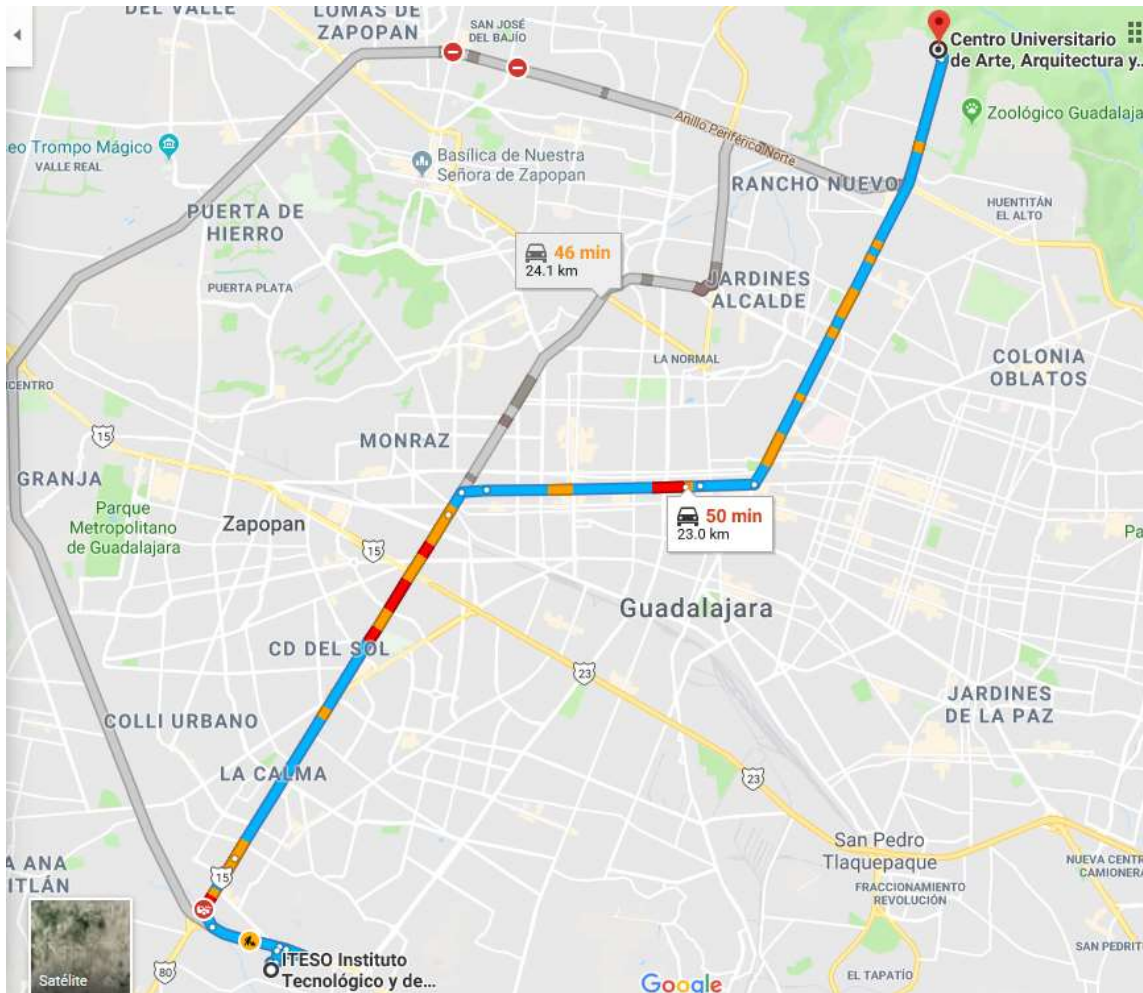 DEL VALLE
LOMAS DE
ZAPOPAN
SAN JOSÉ
DEL BAJÍO
Centro Universitario
de Arte, Arquitectura y...
Zoológico Guadalaja
Anillo Periférico Norte
eo Trompo Mágico
VALLE REAL
Basílica de Nuestra
Señora de Zapopan
RANCHO NUEVO
HUENTITÁN
EL ALTO
PUERTA DE
HIERRO
46 min
24.1 km
PUERTA PLATA
JARDINES
ALCALDE
LA NORMAL
COLONIA
OBLATOS
CENTRO
15
MONRAZ
GRANJA
Parque
Metropolitano
de Guadalajara
Zapopan
15
50 min
23.0 km
Pa
Guadalajara
CD DEL SOL
23
COLLI URBANO
JARDINES
DE LA PAZ
LA CALMA
23
San Pedro
Tlaquepaque
A ANA
ITLÁN
15
NUEVA CENTR
CAMIONERA
FRACCIONAMIENTO
REVOLUCIÓN
Satélite
80
ITESO Instituto
Tecnológico y de...
SAN PEDRIT
EL TAPATÍO
Google